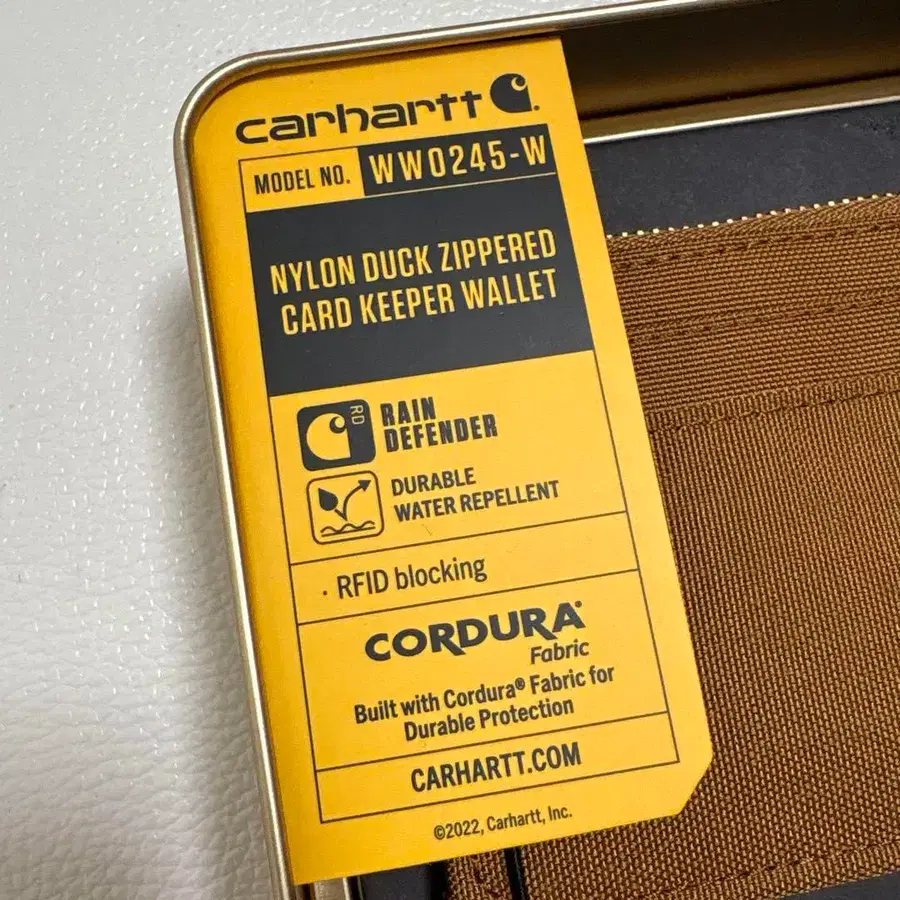 carhartt
MODEL NO. WW0245-W
NYLON DUCK ZIPPERED
CARD KEEPER WALLET
RD
RAIN
DEFENDER
DURABLE
WATER REPELLENT
· RFID blocking
CORDURA®
Fabric
Built with Cordura® Fabric for
Durable Protection
CARHARTT.COM
©2022, Carhartt, Inc.